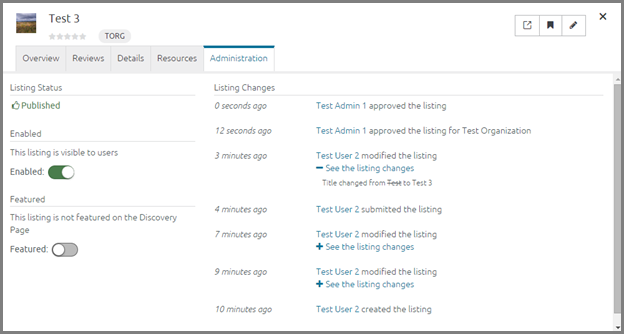 Test 3
TORG
Overview Reviews Details Resources Administration
Listing Status
Published
Enabled
This listing is visible to users
Enabled:
Featured
This listing is not featured on the Discovery
Page
Featured:
Listing Changes
0 seconds ago Test Admin 1 approved the listing
12 seconds ago Test Admin 1 approved the listing for Test Organization
3 minutes ago Test User 2 modified the listing
See the listing changes
Title changed from Test to Test 3
4 minutes ago Test User 2 submitted the listing
7 minutes ago Test User 2 modified the listing
See the listing changes
9 minutes ago Test User 2 modified the listing
See the listing changes
10 minutes ago Test User 2 created the listing